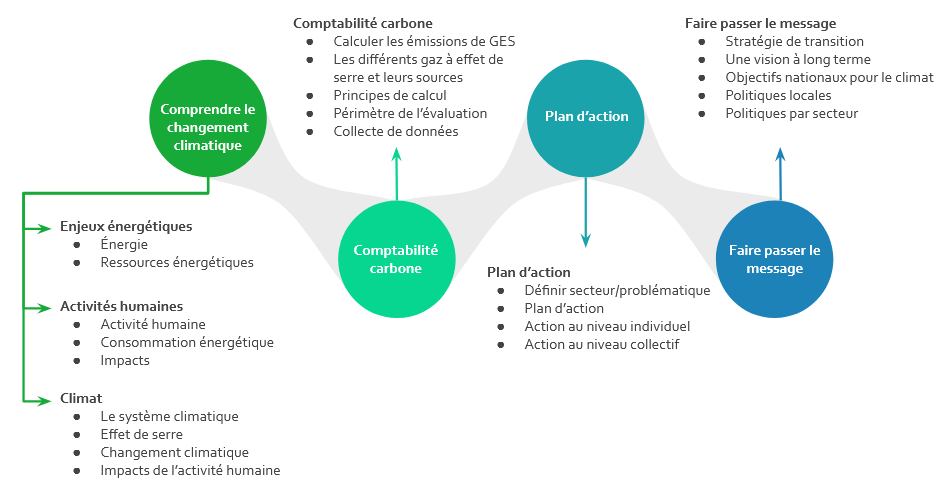 Comprendre le
changement
climatique
Enjeux énergétiques
● Énergie
● Ressources énergétiques
Activités humaines
● Activité humaine
● Consommation énergétique
● Impacts
Climat
● Le système climatique
● Effet de serre
● Changement climatique
● Impacts de l’activité humaine
Comptabilité carbone
● Calculer les émissions de GES
● Les différents gaz à effet de
serre et leurs sources
● Principes de calcul
● Périmètre de l’évaluation
● Collecte de données
Comptabilité
carbone
Plan d’action
Plan d’action
● Définir secteur/problématique
● Plan d’action
● Action au niveau individuel
● Action au niveau collectif
Faire passer le message
● Stratégie de transition
● Une vision à long terme
● Objectifs nationaux pour le climat
● Politiques locales
● Politiques par secteur
Faire passer le
message